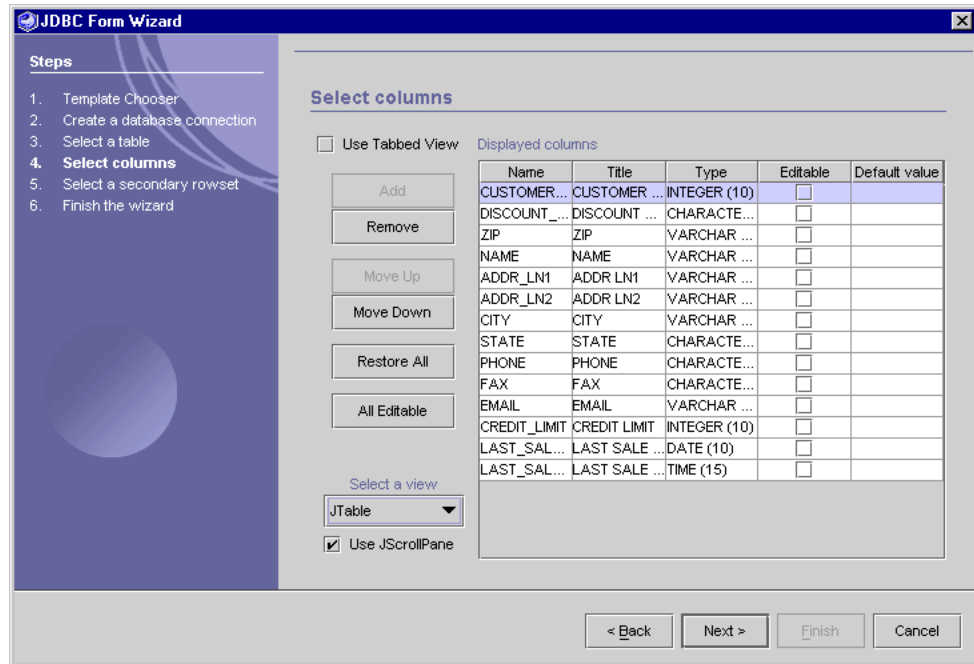 JDBC Form Wizard
Steps
1. Template Chooser
2. Create a database connection
3. Select a table
4. Select columns
5. Select a secondary rowset
6. Finish the wizard
Select columns
Use Tabbed View
Displayed columns
Add
Remove
Move Up
Move Down
Restore All
All Editable
Select a view
JTable
Use JScrollPane
Name Title Type Editable Default value
CUSTOMER... CUSTOMER ... INTEGER (10)
DISCOUNT_... DISCOUNT ... CHARACTE...
ZIP ZIP VARCHAR ...
NAME NAME VARCHAR ...
ADDR_LN1 ADDR LN1 VARCHAR ...
ADDR_LN2 ADDR LN2 VARCHAR ...
CITY CITY VARCHAR ...
STATE STATE CHARACTE...
PHONE PHONE CHARACTE...
FAX FAX CHARACTE...
EMAIL EMAIL VARCHAR ...
CREDIT_LIMIT CREDIT LIMIT INTEGER (10)
LAST_SAL... LAST SALE ... DATE (10)
LAST_SAL... LAST SALE ... TIME (15)
< Back
Next >
Finish
Cancel